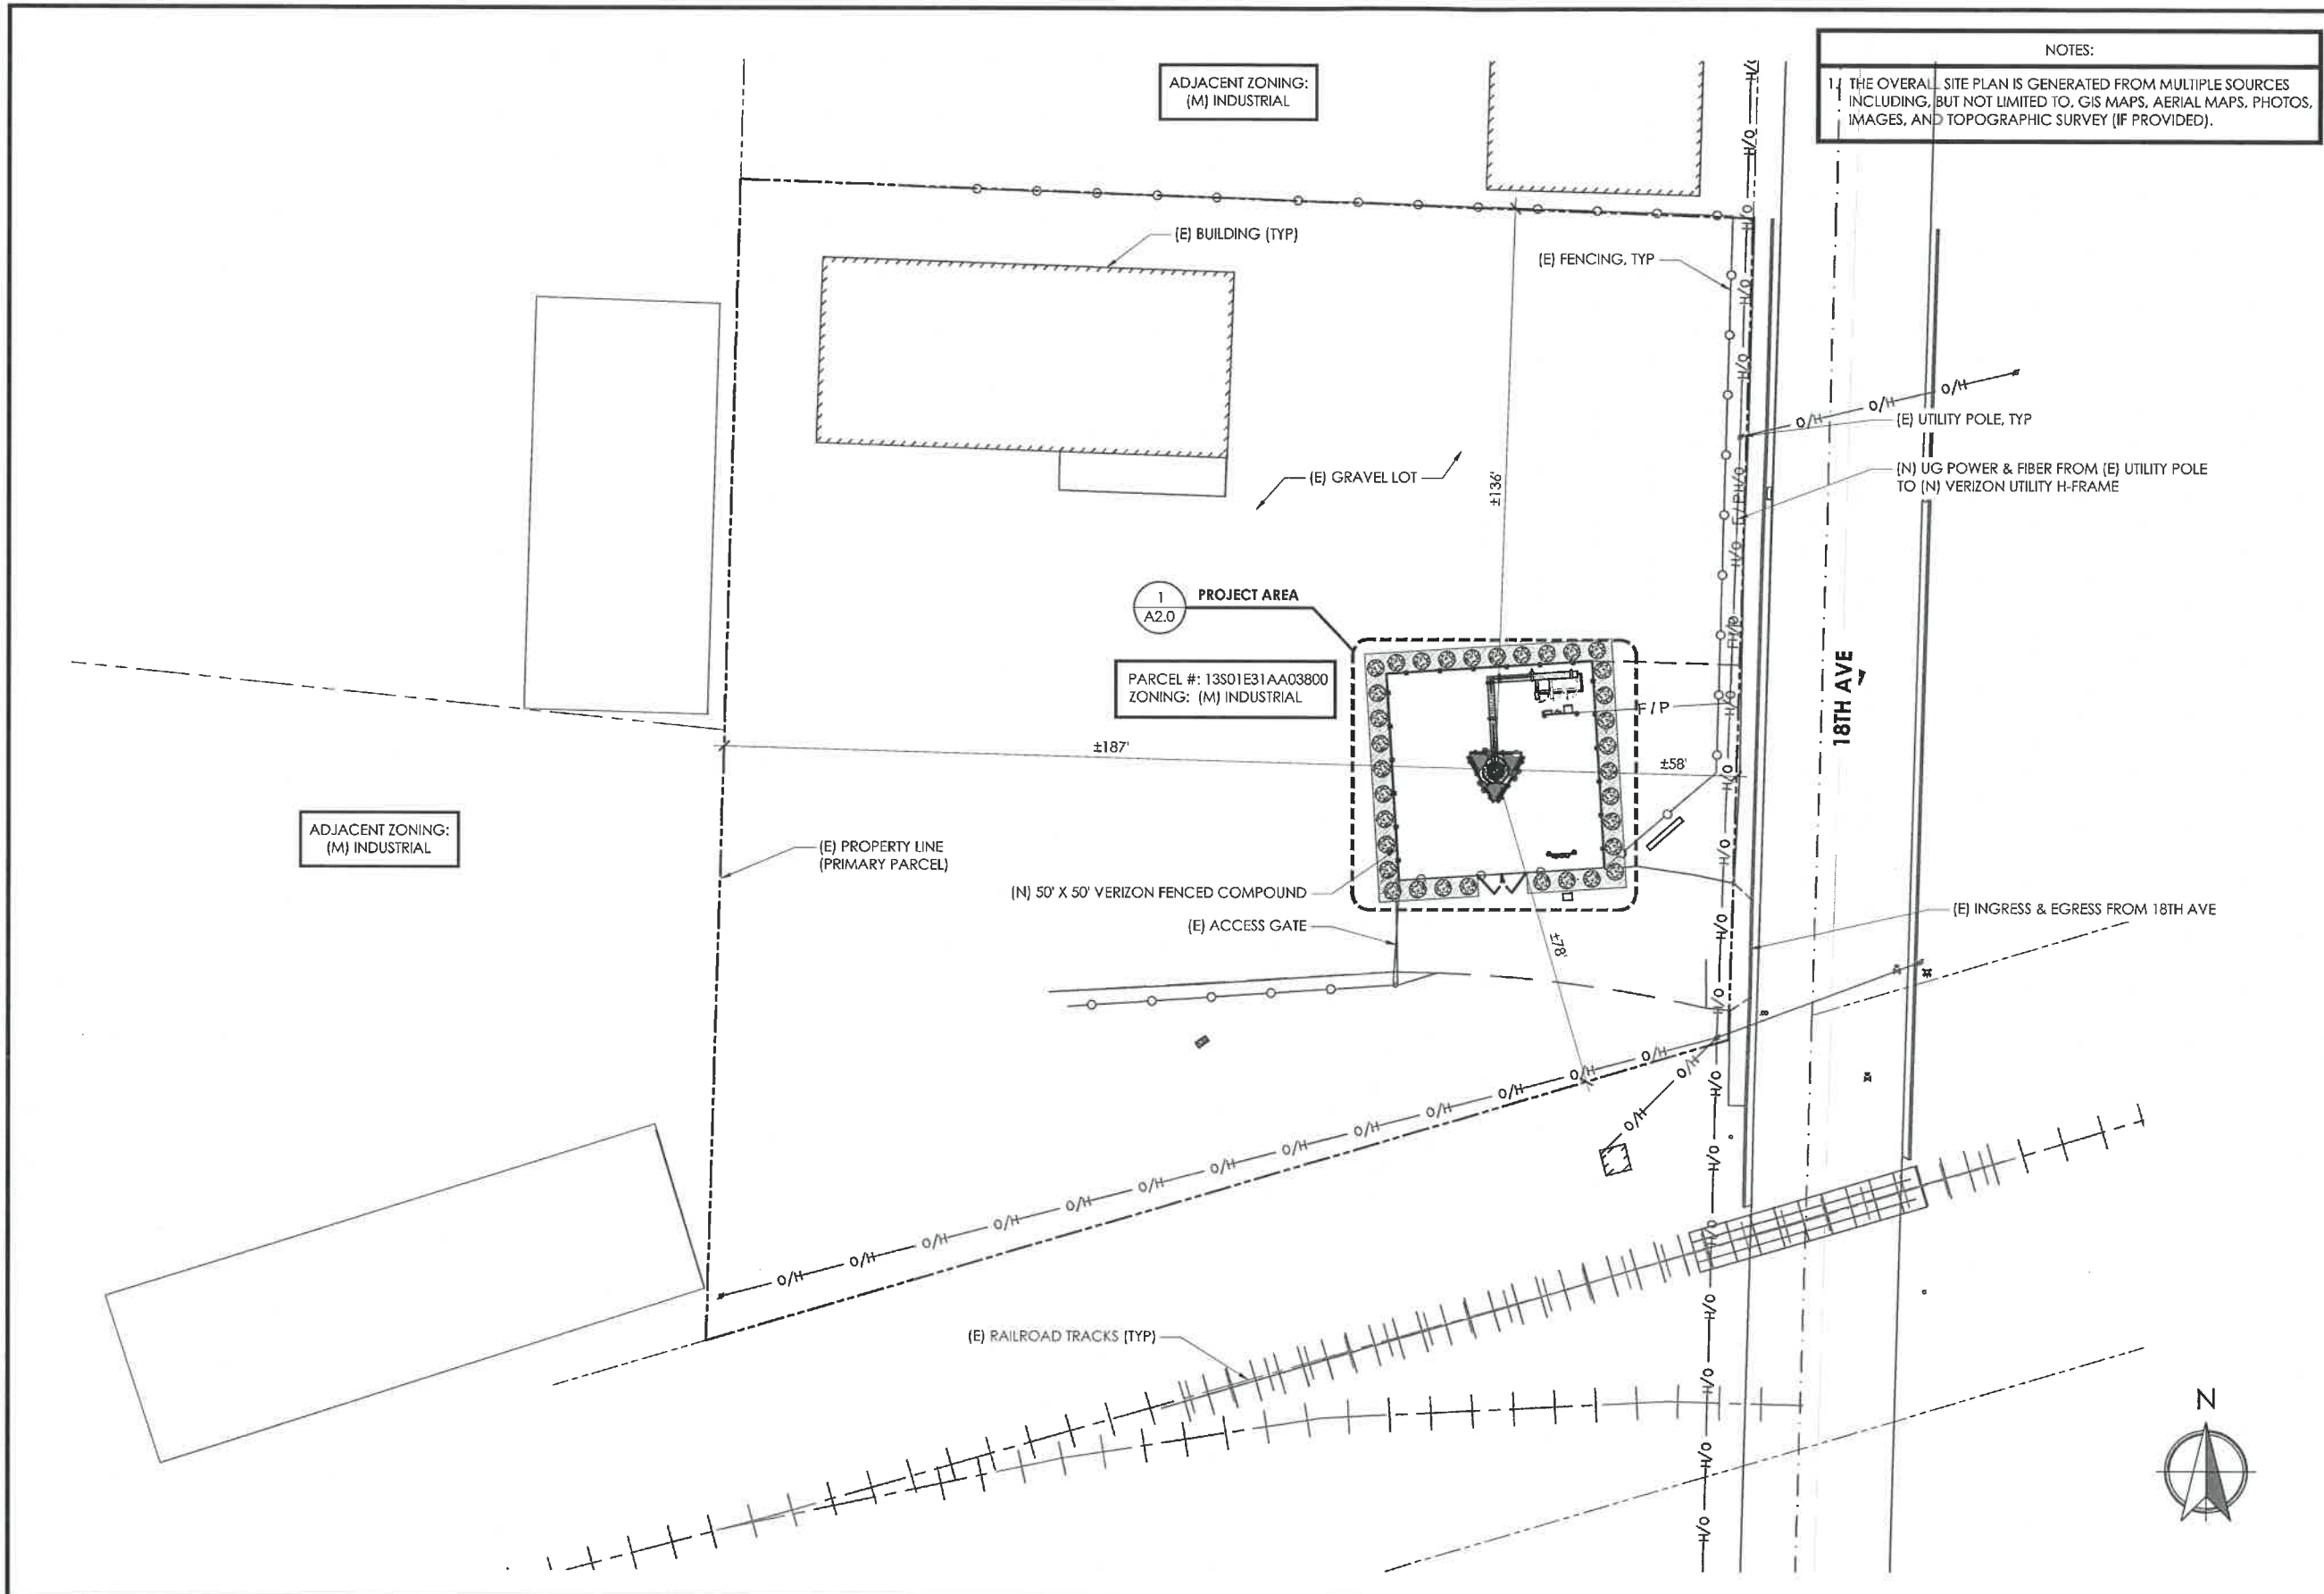 NOTES:
1. THE OVERALL SITE PLAN IS GENERATED FROM MULTIPLE SOURCES
INCLUDING, BUT NOT LIMITED TO, GIS MAPS, AERIAL MAPS, PHOTOS,
IMAGES, AND TOPOGRAPHIC SURVEY (IF PROVIDED).
ADJACENT ZONING:
(M) INDUSTRIAL
(E) BUILDING (TYP)
(E) FENCING, TYP
(E) UTILITY POLE, TYP
(N) UG POWER & FIBER FROM (E) UTILITY POLE
TO (N) VERIZON UTILITY H-FRAME
(E) GRAVEL LOT
±136'
1
A2.0
PROJECT AREA
PARCEL #: 13S01E31AA03800
ZONING: (M) INDUSTRIAL
18TH AVE
F / P
±187'
±58'
ADJACENT ZONING:
(M) INDUSTRIAL
(E) PROPERTY LINE
(PRIMARY PARCEL)
(N) 50' X 50' VERIZON FENCED COMPOUND
(E) ACCESS GATE
±78'
(E) INGRESS & EGRESS FROM 18TH AVE
O/H O/H O/H
O/H O/H O/H O/H O/H O/H O/H O/H O/H O/H O/H O/H O/H
O/H O/H
(E) RAILROAD TRACKS (TYP)
N